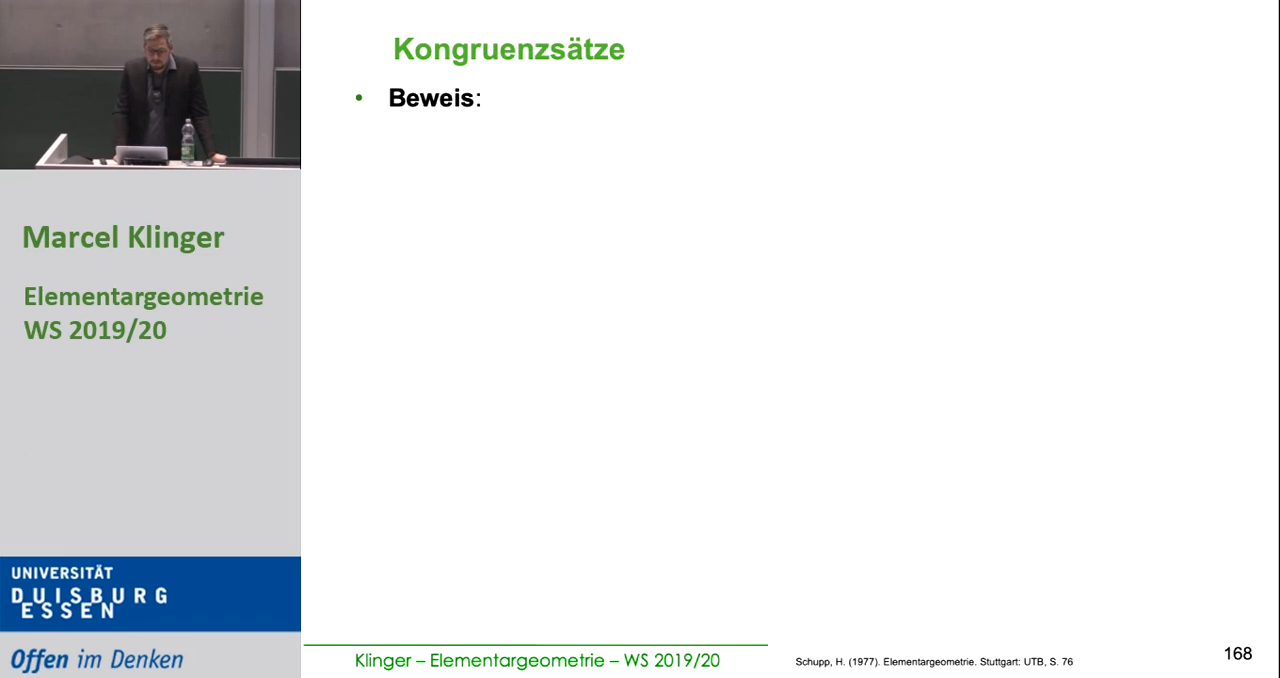 Kongruenzsätze
• Beweis:
Marcel Klinger
Elementargeometrie
WS 2019/20
UNIVERSITÄT
DUISBURG
ESSEN
Offen im Denken
Klinger – Elementargeometrie – WS 2019/20
Schupp, H. (1977). Elementargeometrie. Stuttgart: UTB, S. 76
168